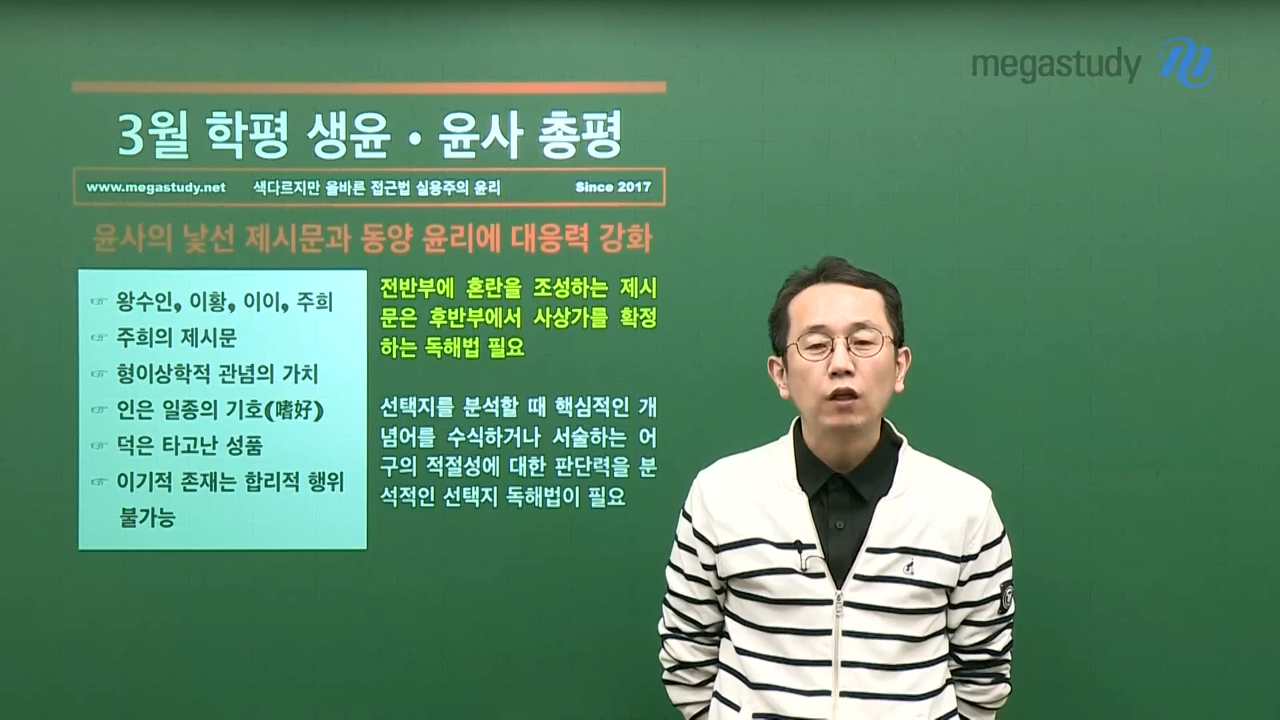 megastudy
3월 학평 생윤 · 윤사 총평
www.megastudy.net 색다르지만 올바른 접근법 실용주의 윤리 Since 2017
윤사의 낯선 제시문과 동양 윤리에 대응력 강화
☞ 왕수인, 이황, 이이, 주희
☞ 주희의 제시문
☞ 형이상학적 관념의 가치
☞ 인은 일종의 기호(嗜好)
☞ 덕은 타고난 성품
☞ 이기적 존재는 합리적 행위
불가능
전반부에 혼란을 조성하는 제시
문은 후반부에서 사상가를 확정
하는 독해법 필요
선택지를 분석할 때 핵심적인 개
념어를 수식하거나 서술하는 어
구의 적절성에 대한 판단력을 분
석적인 선택지 독해법이 필요